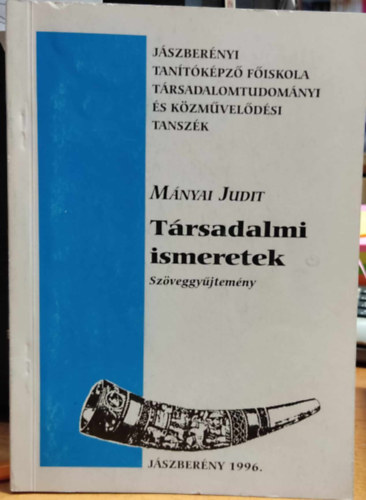 JÁSZBERÉNYI
TANÍTÓKÉPZŐ FŐISKOLA
TÁRSADALOMTUDOMÁNYI
ÉS KÖZMŰVELŐDÉSI
TANSZÉK
MÁNYAI JUDIT
Társadalmi
ismeretek
Szöveggyűjtemény
JÁSZBERÉNY 1996.